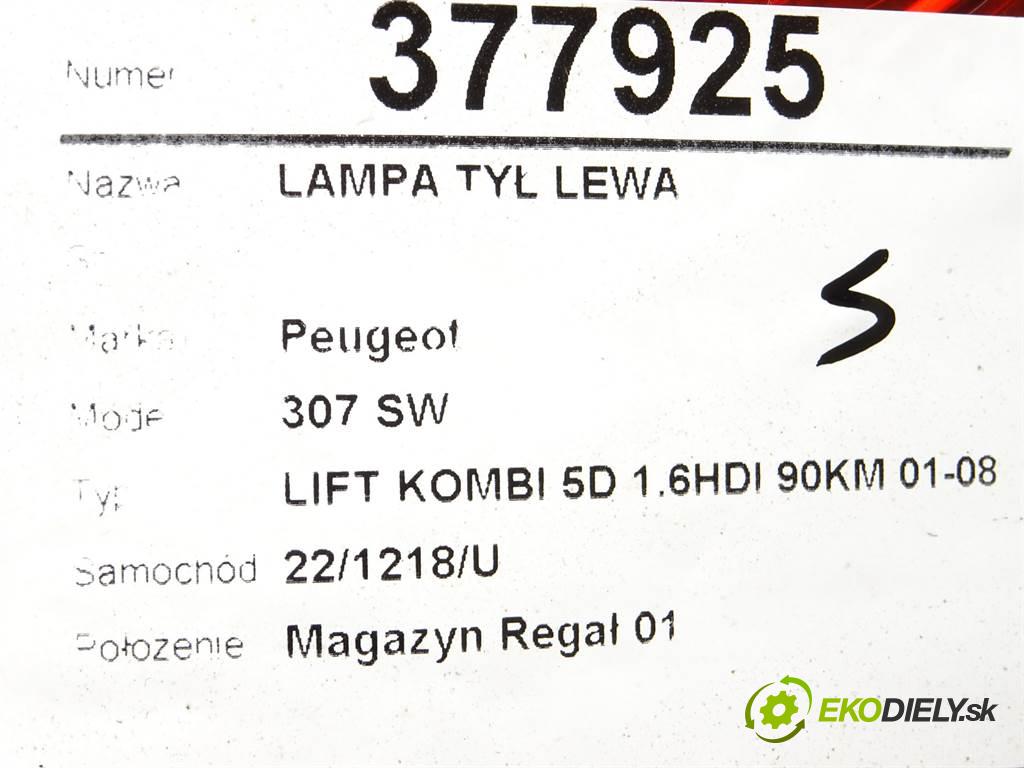 Numer 377925
Nazwa LAMPA TYŁ LEWA
S
Marka Peugeot
Model 307 SW
Typ LIFT KOMBI 5D 1.6HDI 90KM 01-08
Samochód 22/1218/U
Położenie Magazyn Regał 01
EKODIELY.sk